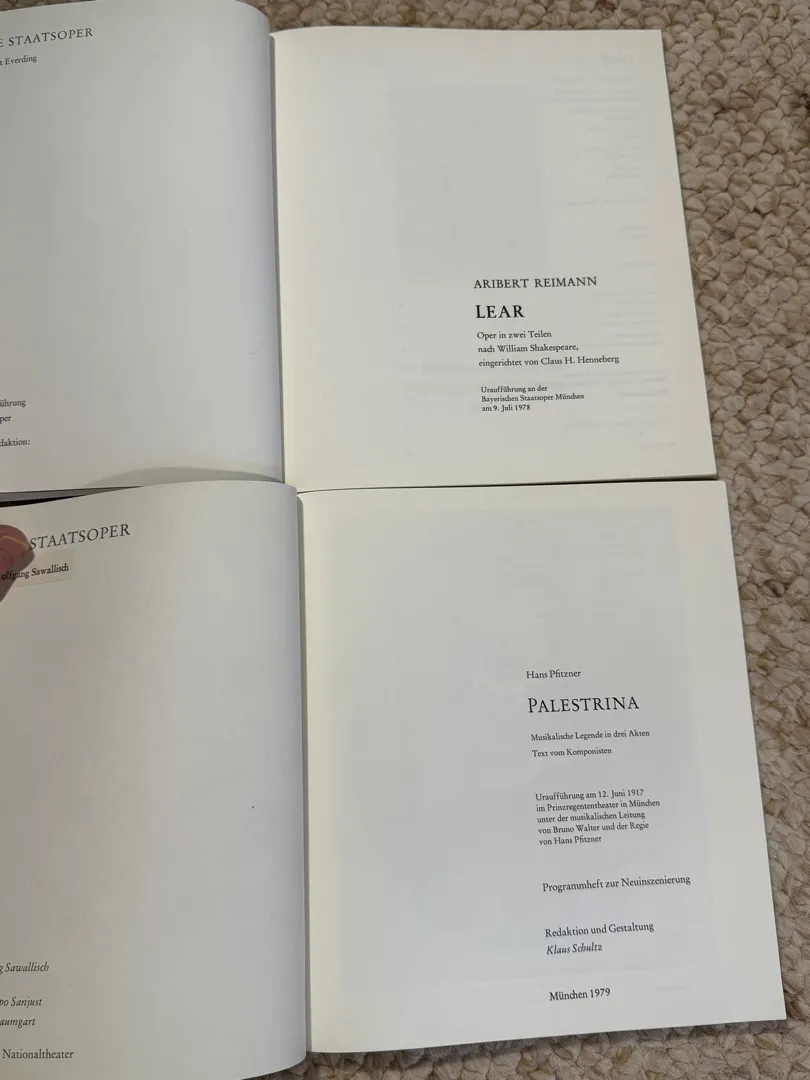 E STAATSOPER
t Everding
ührung
per
daktion:
ARIBERT REIMANN
LEAR
Oper in zwei Teilen
nach William Shakespeare,
eingerichtet von Claus H. Henneberg
Uraufführung an der
Bayerischen Staatsoper München
am 9. Juli 1978
STAATSOPER
olfgang Sawallisch
g Sawallisch
po Sanjust
aumgart
Nationaltheater
Hans Pfitzner
PALESTRINA
Musikalische Legende in drei Akten
Text vom Komponisten
Uraufführung am 12. Juni 1917
im Prinzregententheater in München
unter der musikalischen Leitung
von Bruno Walter und der Regie
von Hans Pfitzner
Programmheft zur Neuinszenierung
Redaktion und Gestaltung
Klaus Schultz
München 1979